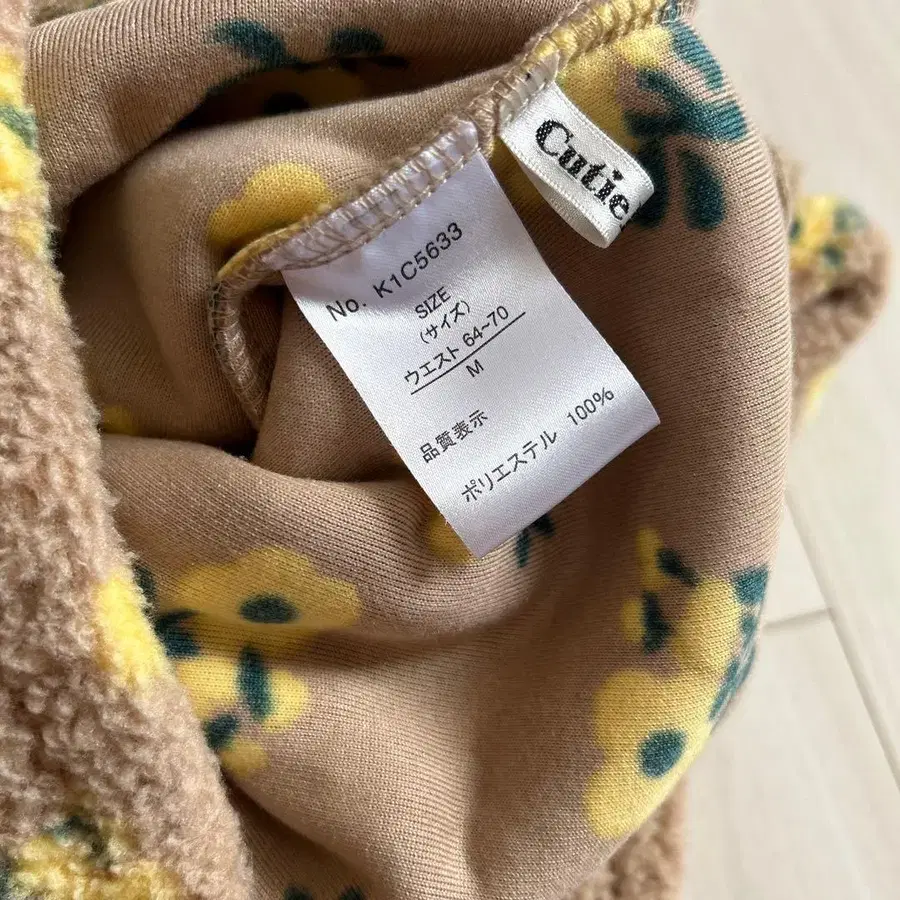 Cutie
No. K1C5633
SIZE
(サイズ)
ウエスト 64~70
M
品質表示
ポリエステル 100%